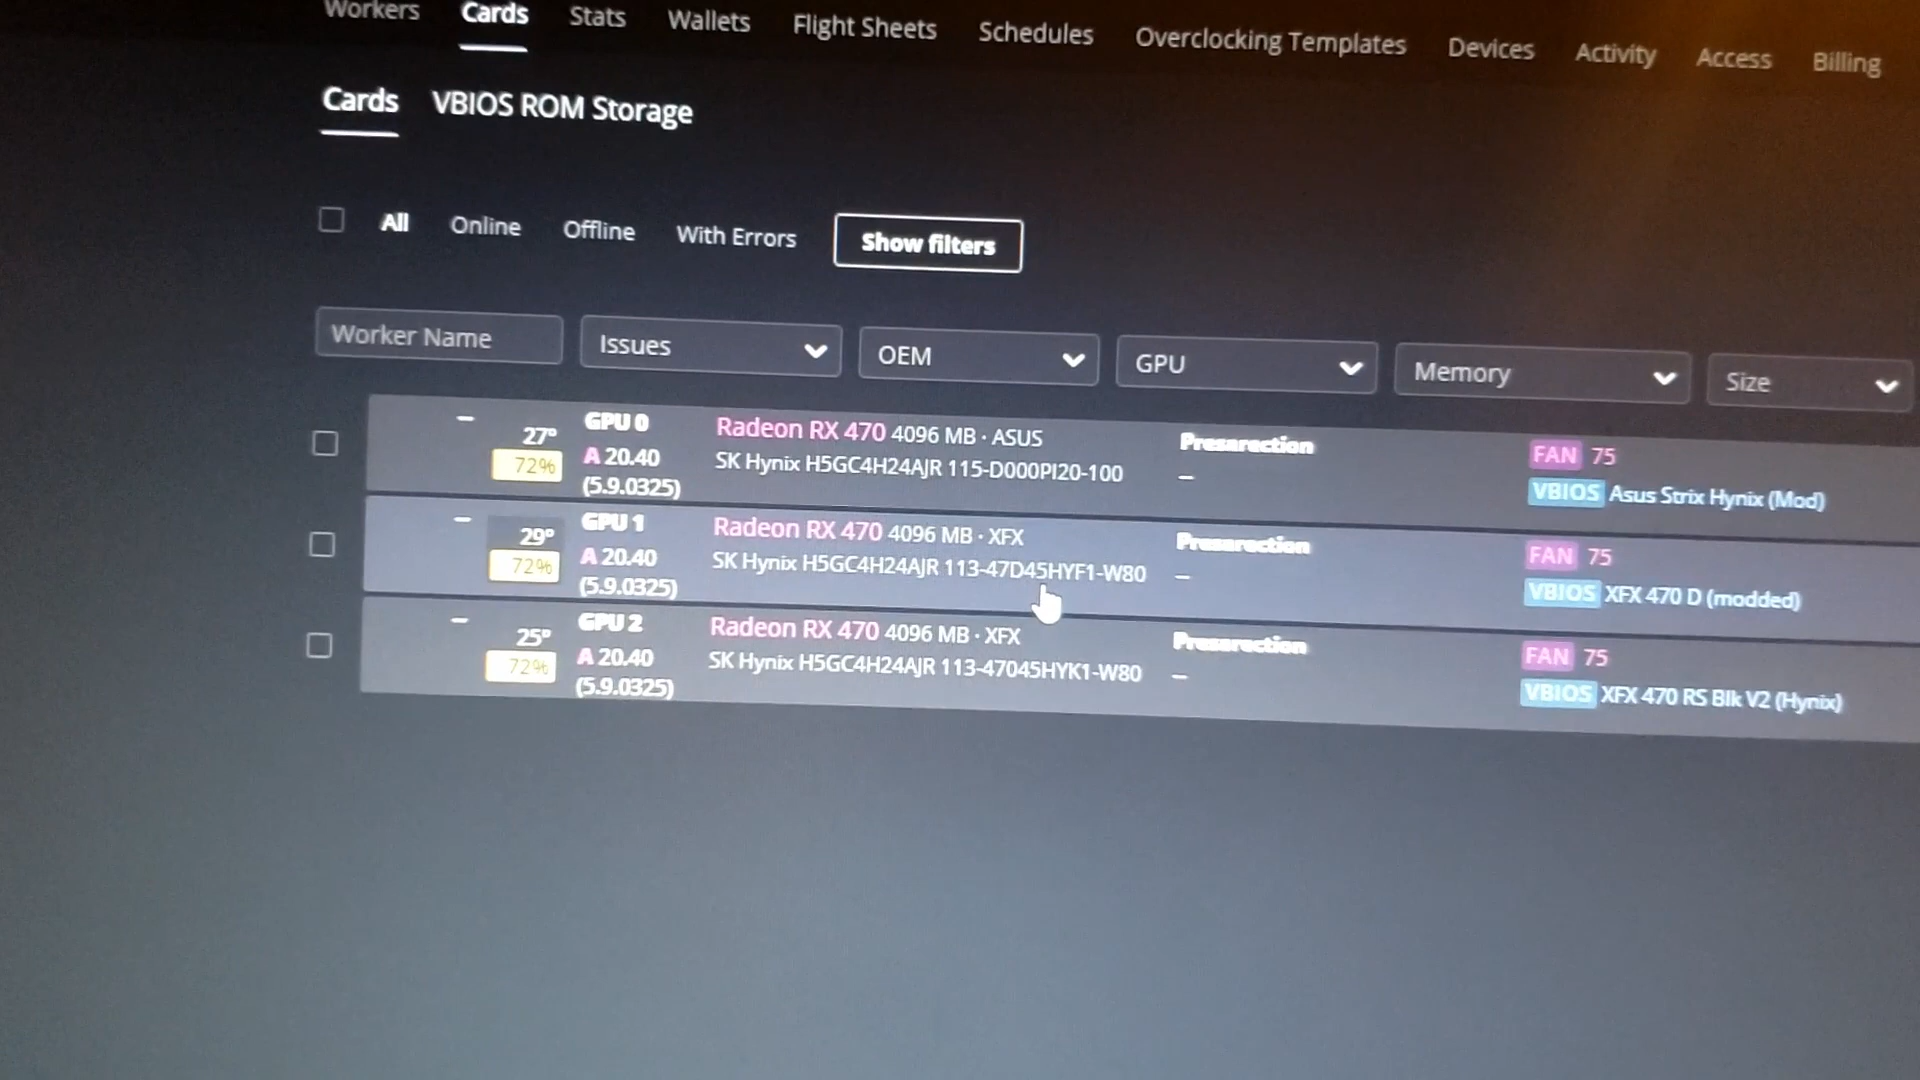 Workers Cards Stats Wallets Flight Sheets Schedules Overclocking Templates Devices Activity Access Billing
Cards VBIOS ROM Storage
All Online Offline With Errors Show filters
Worker Name Issues OEM GPU Memory Size
27° GPU 0 Radeon RX 470 4096 MB · ASUS Presarection FAN 75
72% A 20.40 SK Hynix H5GC4H24AJR 115-D000PI20-100 – VBIOS Asus Strix Hynix (Mod)
(5.9.0325)
29° GPU 1 Radeon RX 470 4096 MB · XFX Presarection FAN 75
72% A 20.40 SK Hynix H5GC4H24AJR 113-47D45HYF1-W80 – VBIOS XFX 470 D (modded)
(5.9.0325)
25° GPU 2 Radeon RX 470 4096 MB · XFX Presarection FAN 75
72% A 20.40 SK Hynix H5GC4H24AJR 113-47045HYK1-W80 – VBIOS XFX 470 RS Blk V2 (Hynix)
(5.9.0325)